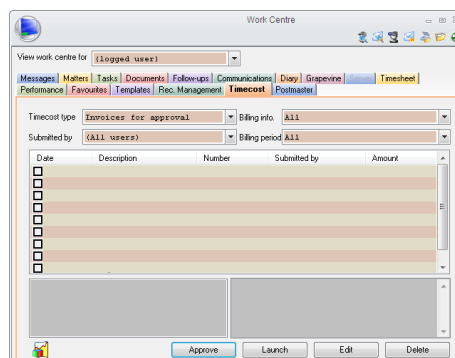 Work Centre
View work centre for (logged user)
Messages Matters Tasks Documents Follow-ups Communications Diary Grapevine Timesheet
Performance Favourites Templates Rec. Management Timecost Postmaster
Timecost type Invoices for approval Billing info. All
Submitted by (All users) Billing period All
Date Description Number Submitted by Amount
Approve Launch Edit Delete